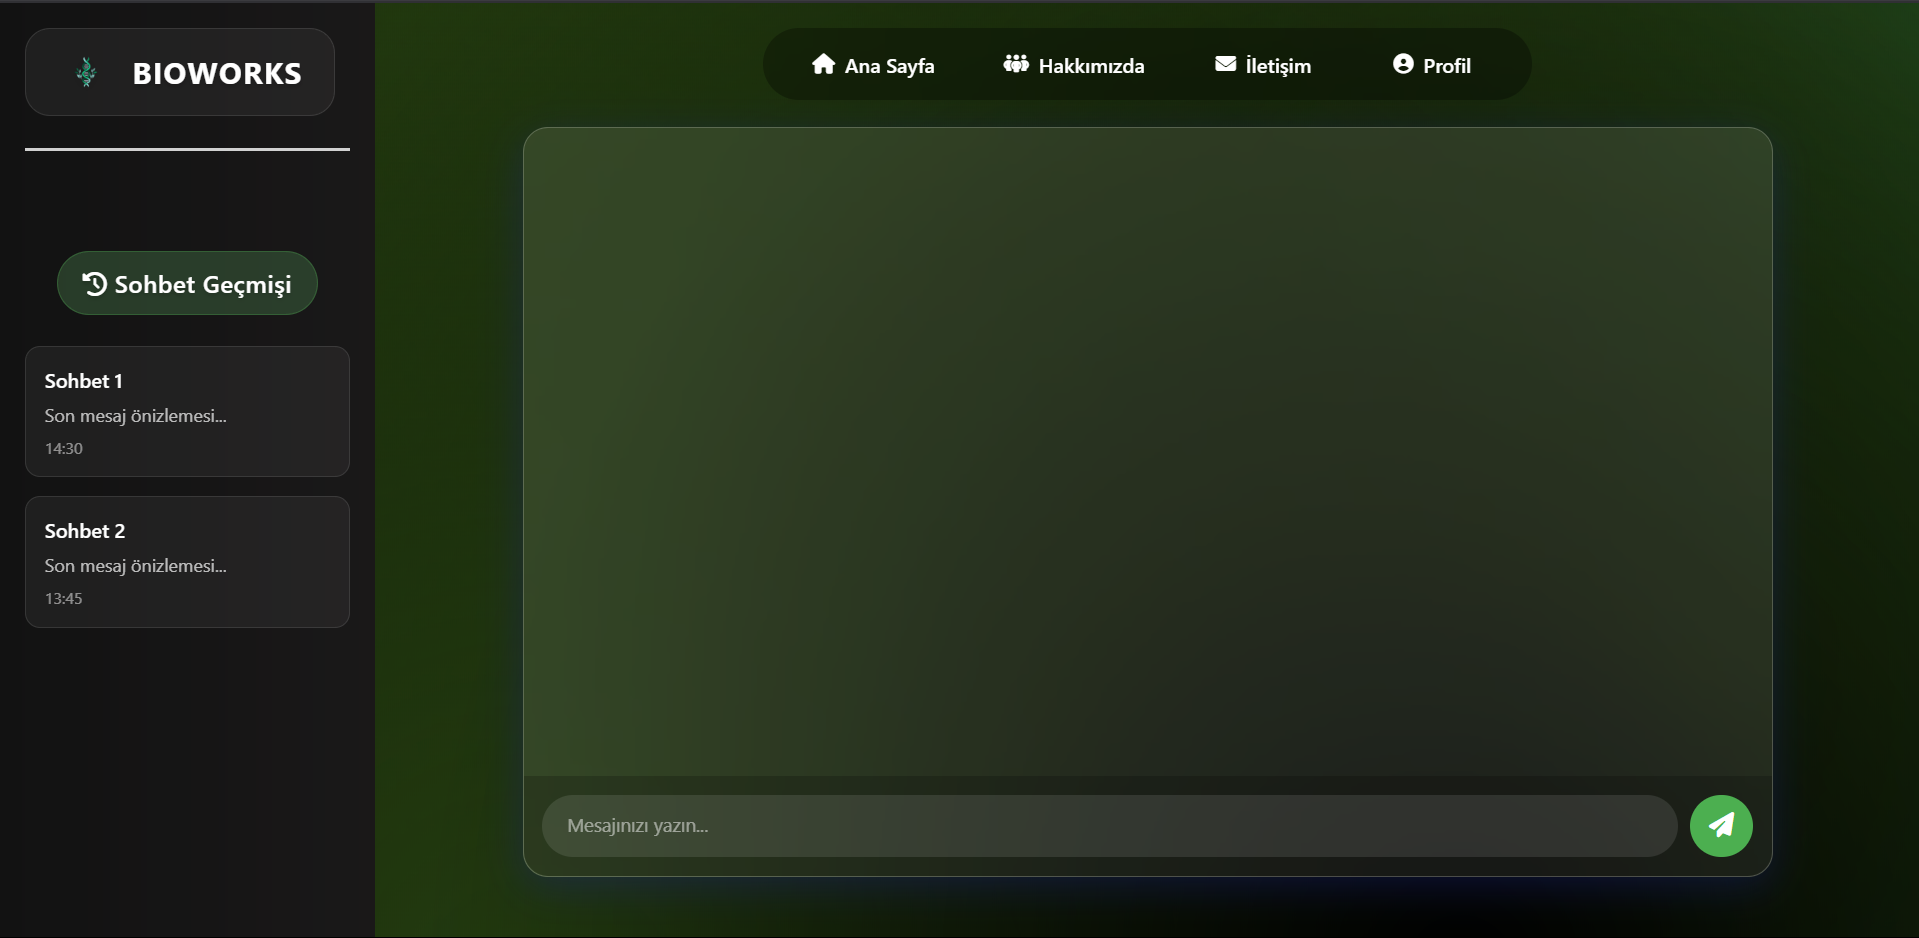 BIOWORKS
Ana Sayfa Hakkımızda İletişim Profil
Sohbet Geçmişi
Sohbet 1
Son mesaj önizlemesi...
14:30
Sohbet 2
Son mesaj önizlemesi...
13:45
Mesajınızı yazın...